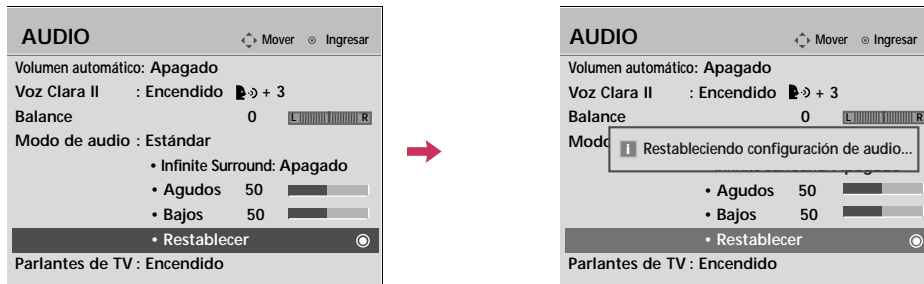 AUDIO Mover Ingresar
Volumen automático: Apagado
Voz Clara II : Encendido + 3
Balance 0 L R
Modo de audio : Estándar
• Infinite Surround: Apagado
• Agudos 50
• Bajos 50
• Restablecer
Parlantes de TV : Encendido
AUDIO Mover Ingresar
Volumen automático: Apagado
Voz Clara II : Encendido + 3
Balance 0 L R
Restableciendo configuración de audio...
• Agudos 50
• Bajos 50
• Restablecer
Parlantes de TV : Encendido